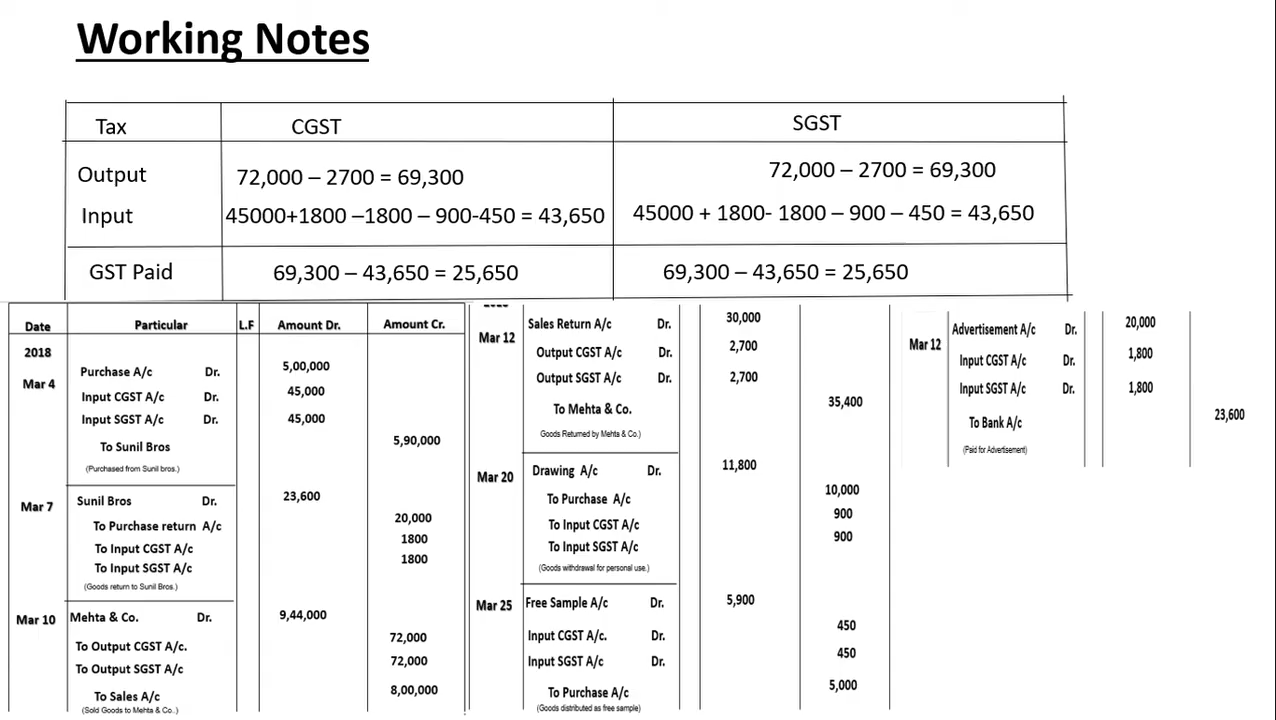 Working Notes
Tax CGST SGST
Output 72,000 – 2700 = 69,300 72,000 – 2700 = 69,300
Input 45000+1800 –1800 – 900-450 = 43,650 45000 + 1800- 1800 – 900 – 450 = 43,650
GST Paid 69,300 – 43,650 = 25,650 69,300 – 43,650 = 25,650
Date Particular L.F Amount Dr. Amount Cr.
2018
Mar 4 Purchase A/c Dr. 5,00,000
Input CGST A/c Dr. 45,000
Input SGST A/c Dr. 45,000
To Sunil Bros 5,90,000
(Purchased from Sunil bros.)
Mar 7 Sunil Bros Dr. 23,600
To Purchase return A/c 20,000
To Input CGST A/c 1800
To Input SGST A/c 1800
(Goods return to Sunil Bros.)
Mar 10 Mehta & Co. Dr. 9,44,000
To Output CGST A/c. 72,000
To Output SGST A/c 72,000
To Sales A/c 8,00,000
(Sold Goods to Mehta & Co..)
Mar 12 Sales Return A/c Dr. 30,000
Output CGST A/c Dr. 2,700
Output SGST A/c Dr. 2,700
To Mehta & Co. 35,400
Goods Returned by Mehta & Co.)
Mar 20 Drawing A/c Dr. 11,800
To Purchase A/c 10,000
To Input CGST A/c 900
To Input SGST A/c 900
(Goods withdrawal for personal use.)
Mar 25 Free Sample A/c Dr. 5,900
Input CGST A/c. Dr. 450
Input SGST A/c Dr. 450
To Purchase A/c 5,000
(Goods distributed as free sample)
Mar 12 Advertisement A/c Dr. 20,000
Input CGST A/c Dr. 1,800
Input SGST A/c Dr. 1,800
To Bank A/c 23,600
(Paid for Advertisement)